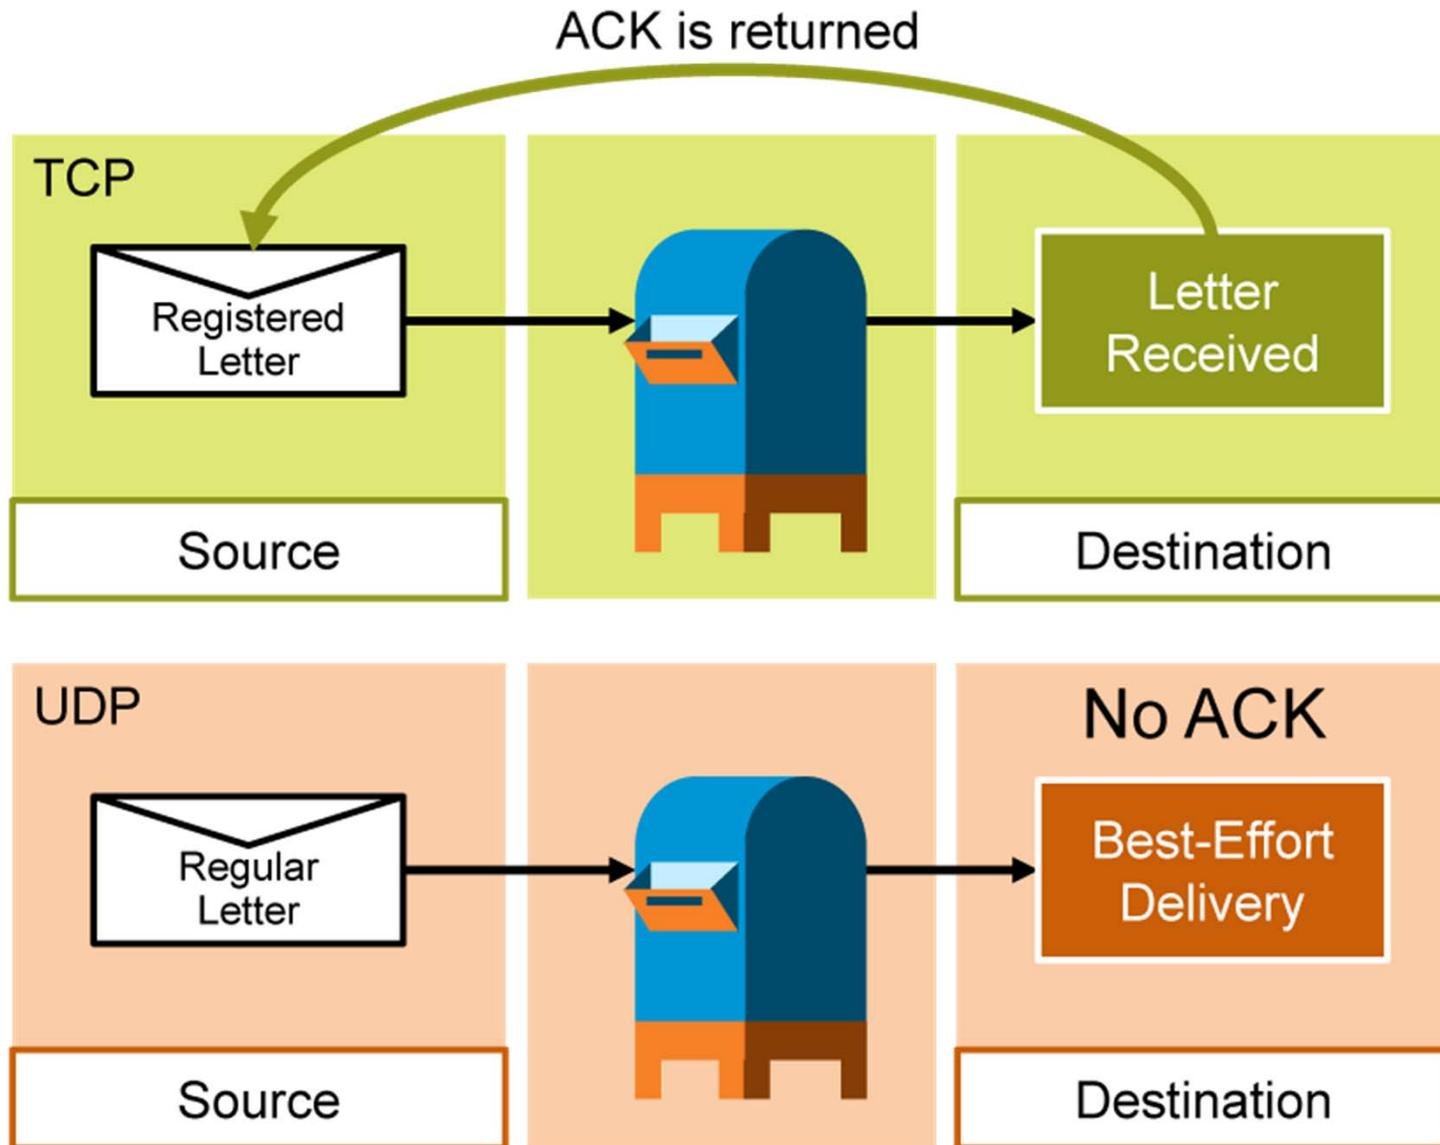 ACK is returned
TCP
Registered
Letter
Letter
Received
Source
Destination
UDP
No ACK
Regular
Letter
Best-Effort
Delivery
Source
Destination